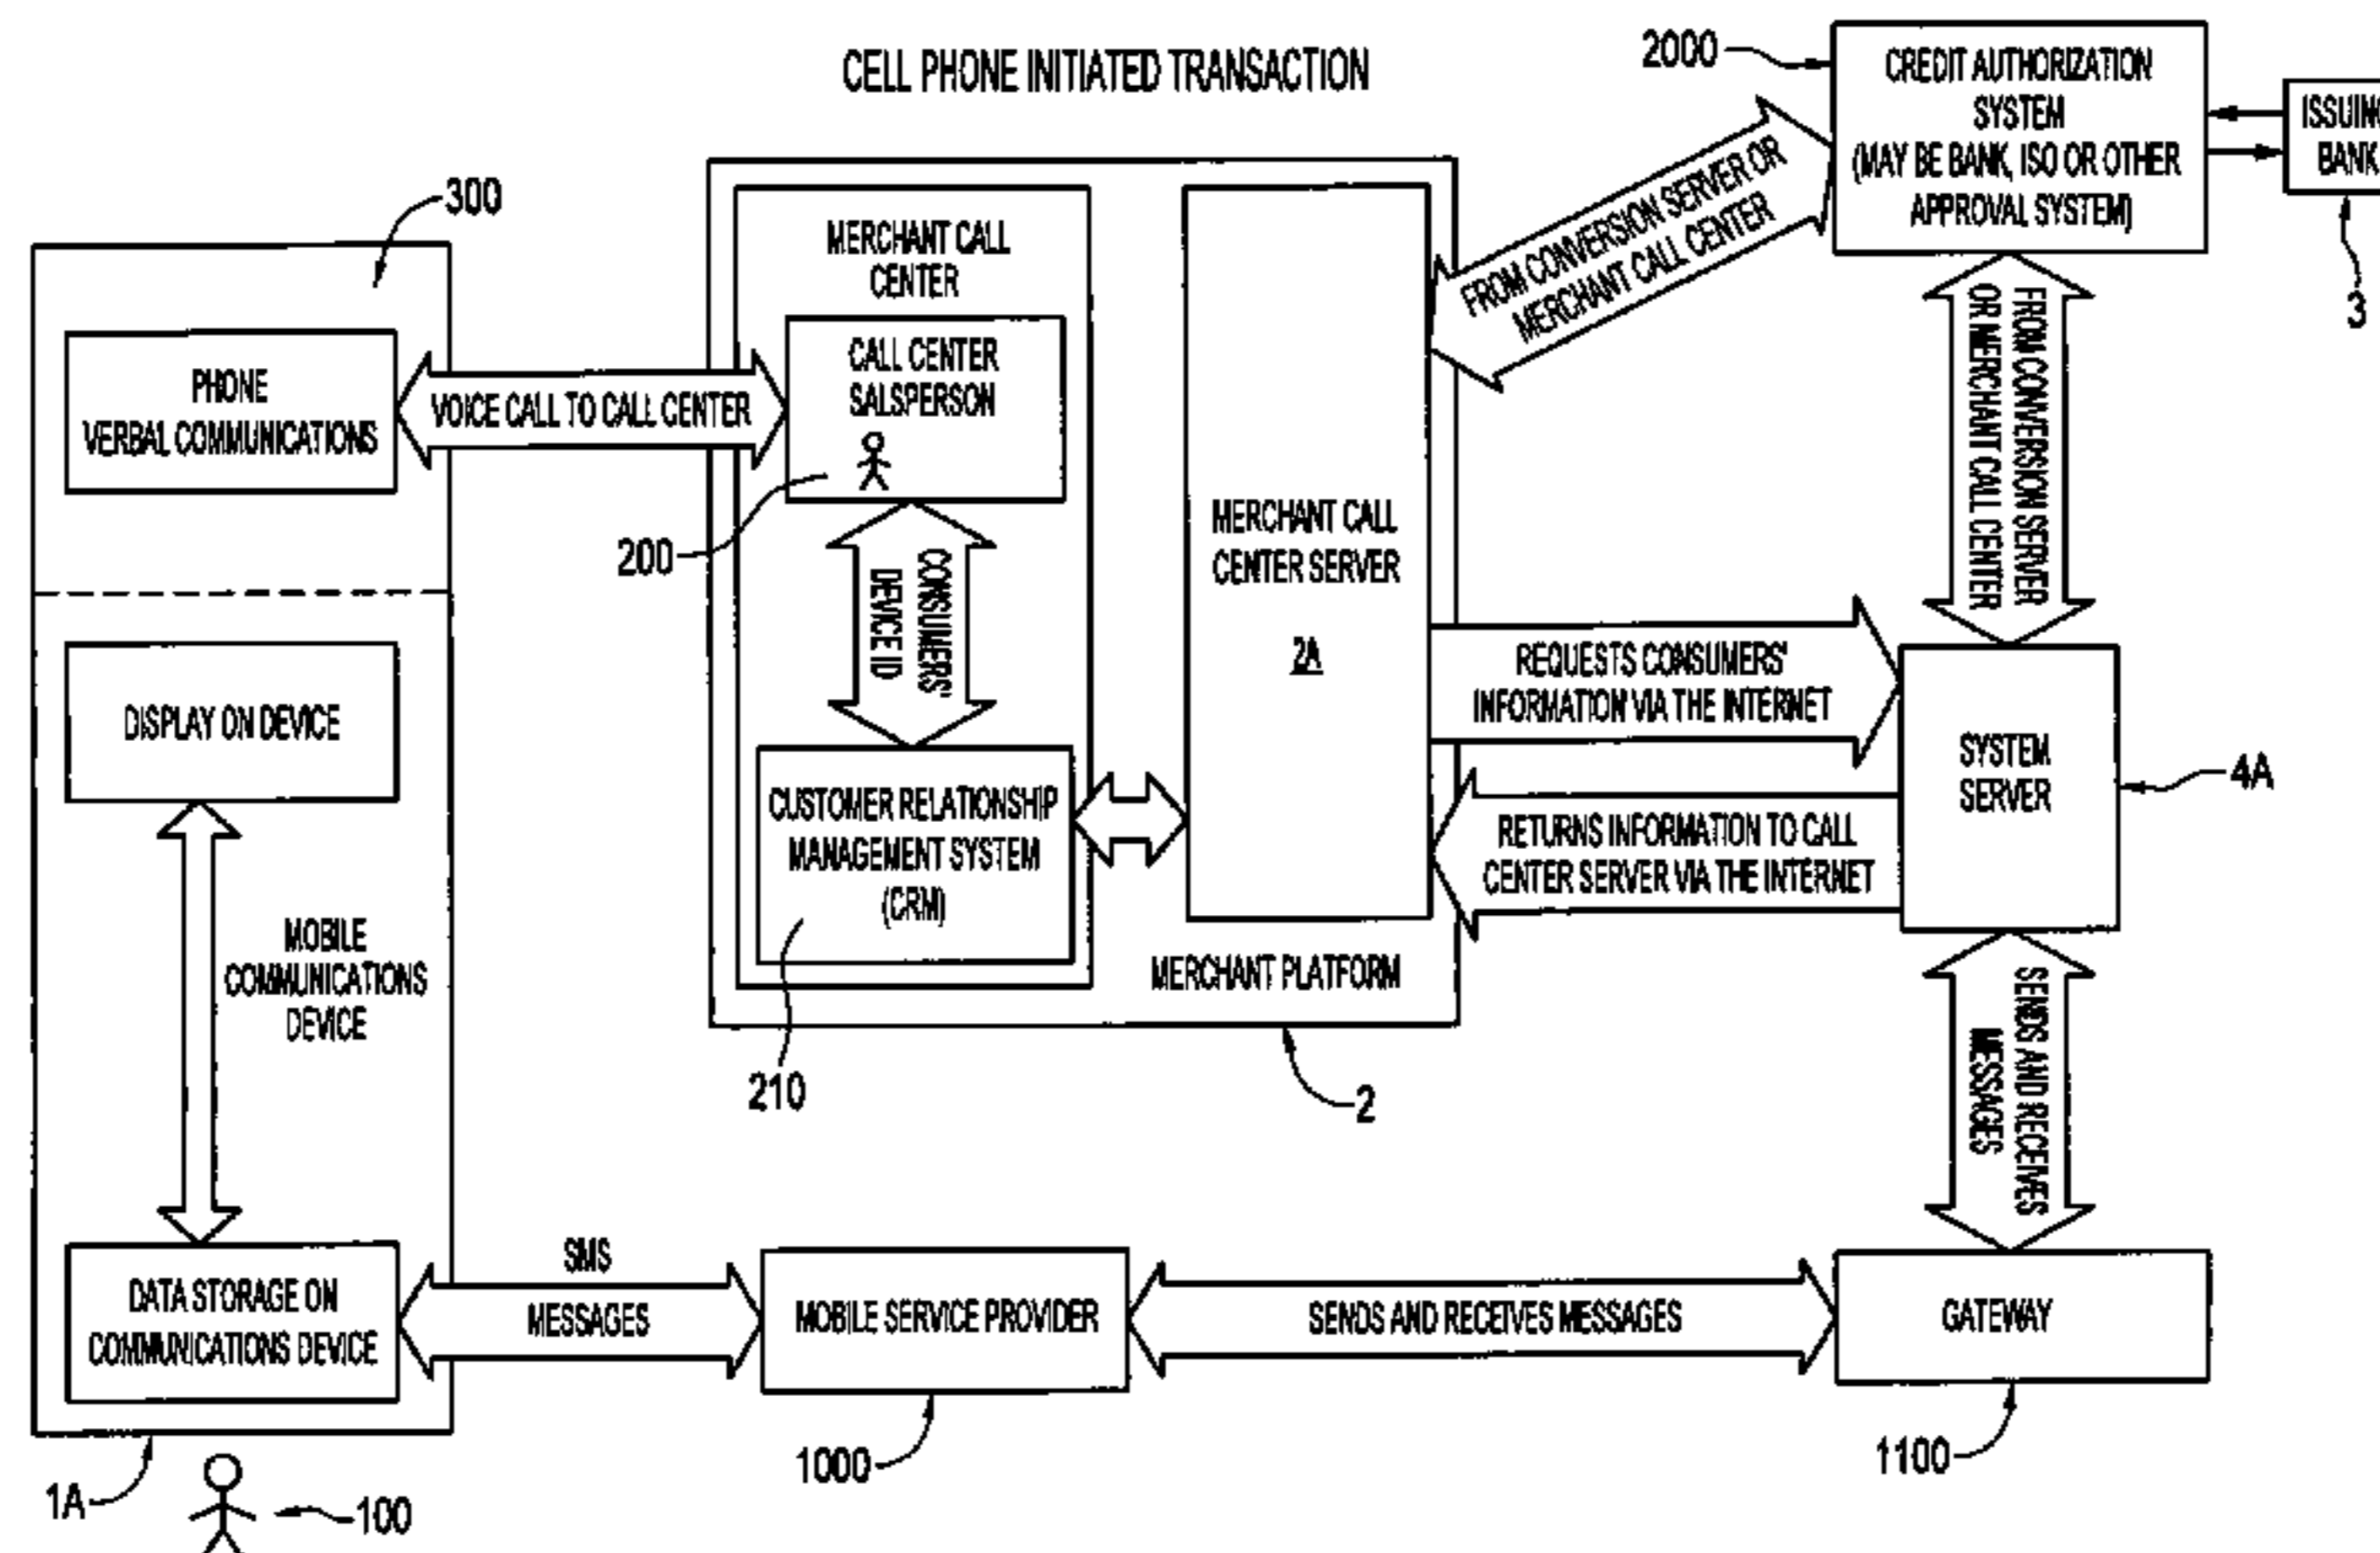 CELL PHONE INITIATED TRANSACTION
2000
CREDIT AUTHORIZATION
SYSTEM
(MAY BE BANK, ISO OR OTHER
APPROVAL SYSTEM)
ISSUING
BANK
3
300
PHONE
VERBAL COMMUNICATIONS
VOICE CALL TO CALL CENTER
MERCHANT CALL
CENTER
CALL CENTER
SALSPERSON
200
CONSUMERS'
DEVICE ID
CUSTOMER RELATIONSHIP
MANAGEMENT SYSTEM
(CRM)
210
MERCHANT CALL
CENTER SERVER
2A
MERCHANT PLATFORM
2
FROM CONVERSION SERVER OR
MERCHANT CALL CENTER
FROM CONVERSION SERVER
OR MERCHANT CALL CENTER
REQUESTS CONSUMERS'
INFORMATION VIA THE INTERNET
RETURNS INFORMATION TO CALL
CENTER SERVER VIA THE INTERNET
SYSTEM
SERVER
4A
SENDS AND RECEIVES
MESSAGES
DISPLAY ON DEVICE
MOBILE
COMMUNICATIONS
DEVICE
DATA STORAGE ON
COMMUNICATIONS DEVICE
SMS
MESSAGES
MOBILE SERVICE PROVIDER
SENDS AND RECEIVES MESSAGES
GATEWAY
1A
100
1000
1100